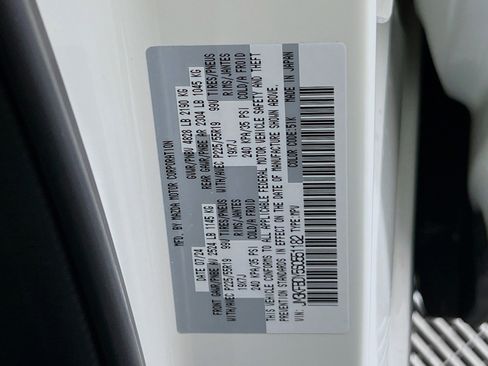 MFD. BY MAZDA MOTOR CORPORATION
07/24 GVWR/PNBV 4828 LB 2190 KG
FRONT GAWR/PNBE AV 2524 LB 1145 KG REAR GAWR/PNBE AR 2304 LB 1045 KG
WITH/AVEC P225/55R19 99V TIRES/PNEUS WITH/AVEC P225/55R19 99V TIRES/PNEUS
19X7J RIMS/JANTES 19X7J RIMS/JANTES
240 KPA/35 PSI COLD/A FROID 240 KPA/35 PSI COLD/A FROID
THIS VEHICLE CONFORMS TO ALL APPLICABLE FEDERAL MOTOR VEHICLE SAFETY AND THEFT
PREVENTION STANDARDS IN EFFECT ON THE DATE OF MANUFACTURE SHOWN ABOVE.
TYPE:MPV COLOR CODE:51K MADE IN JAPAN